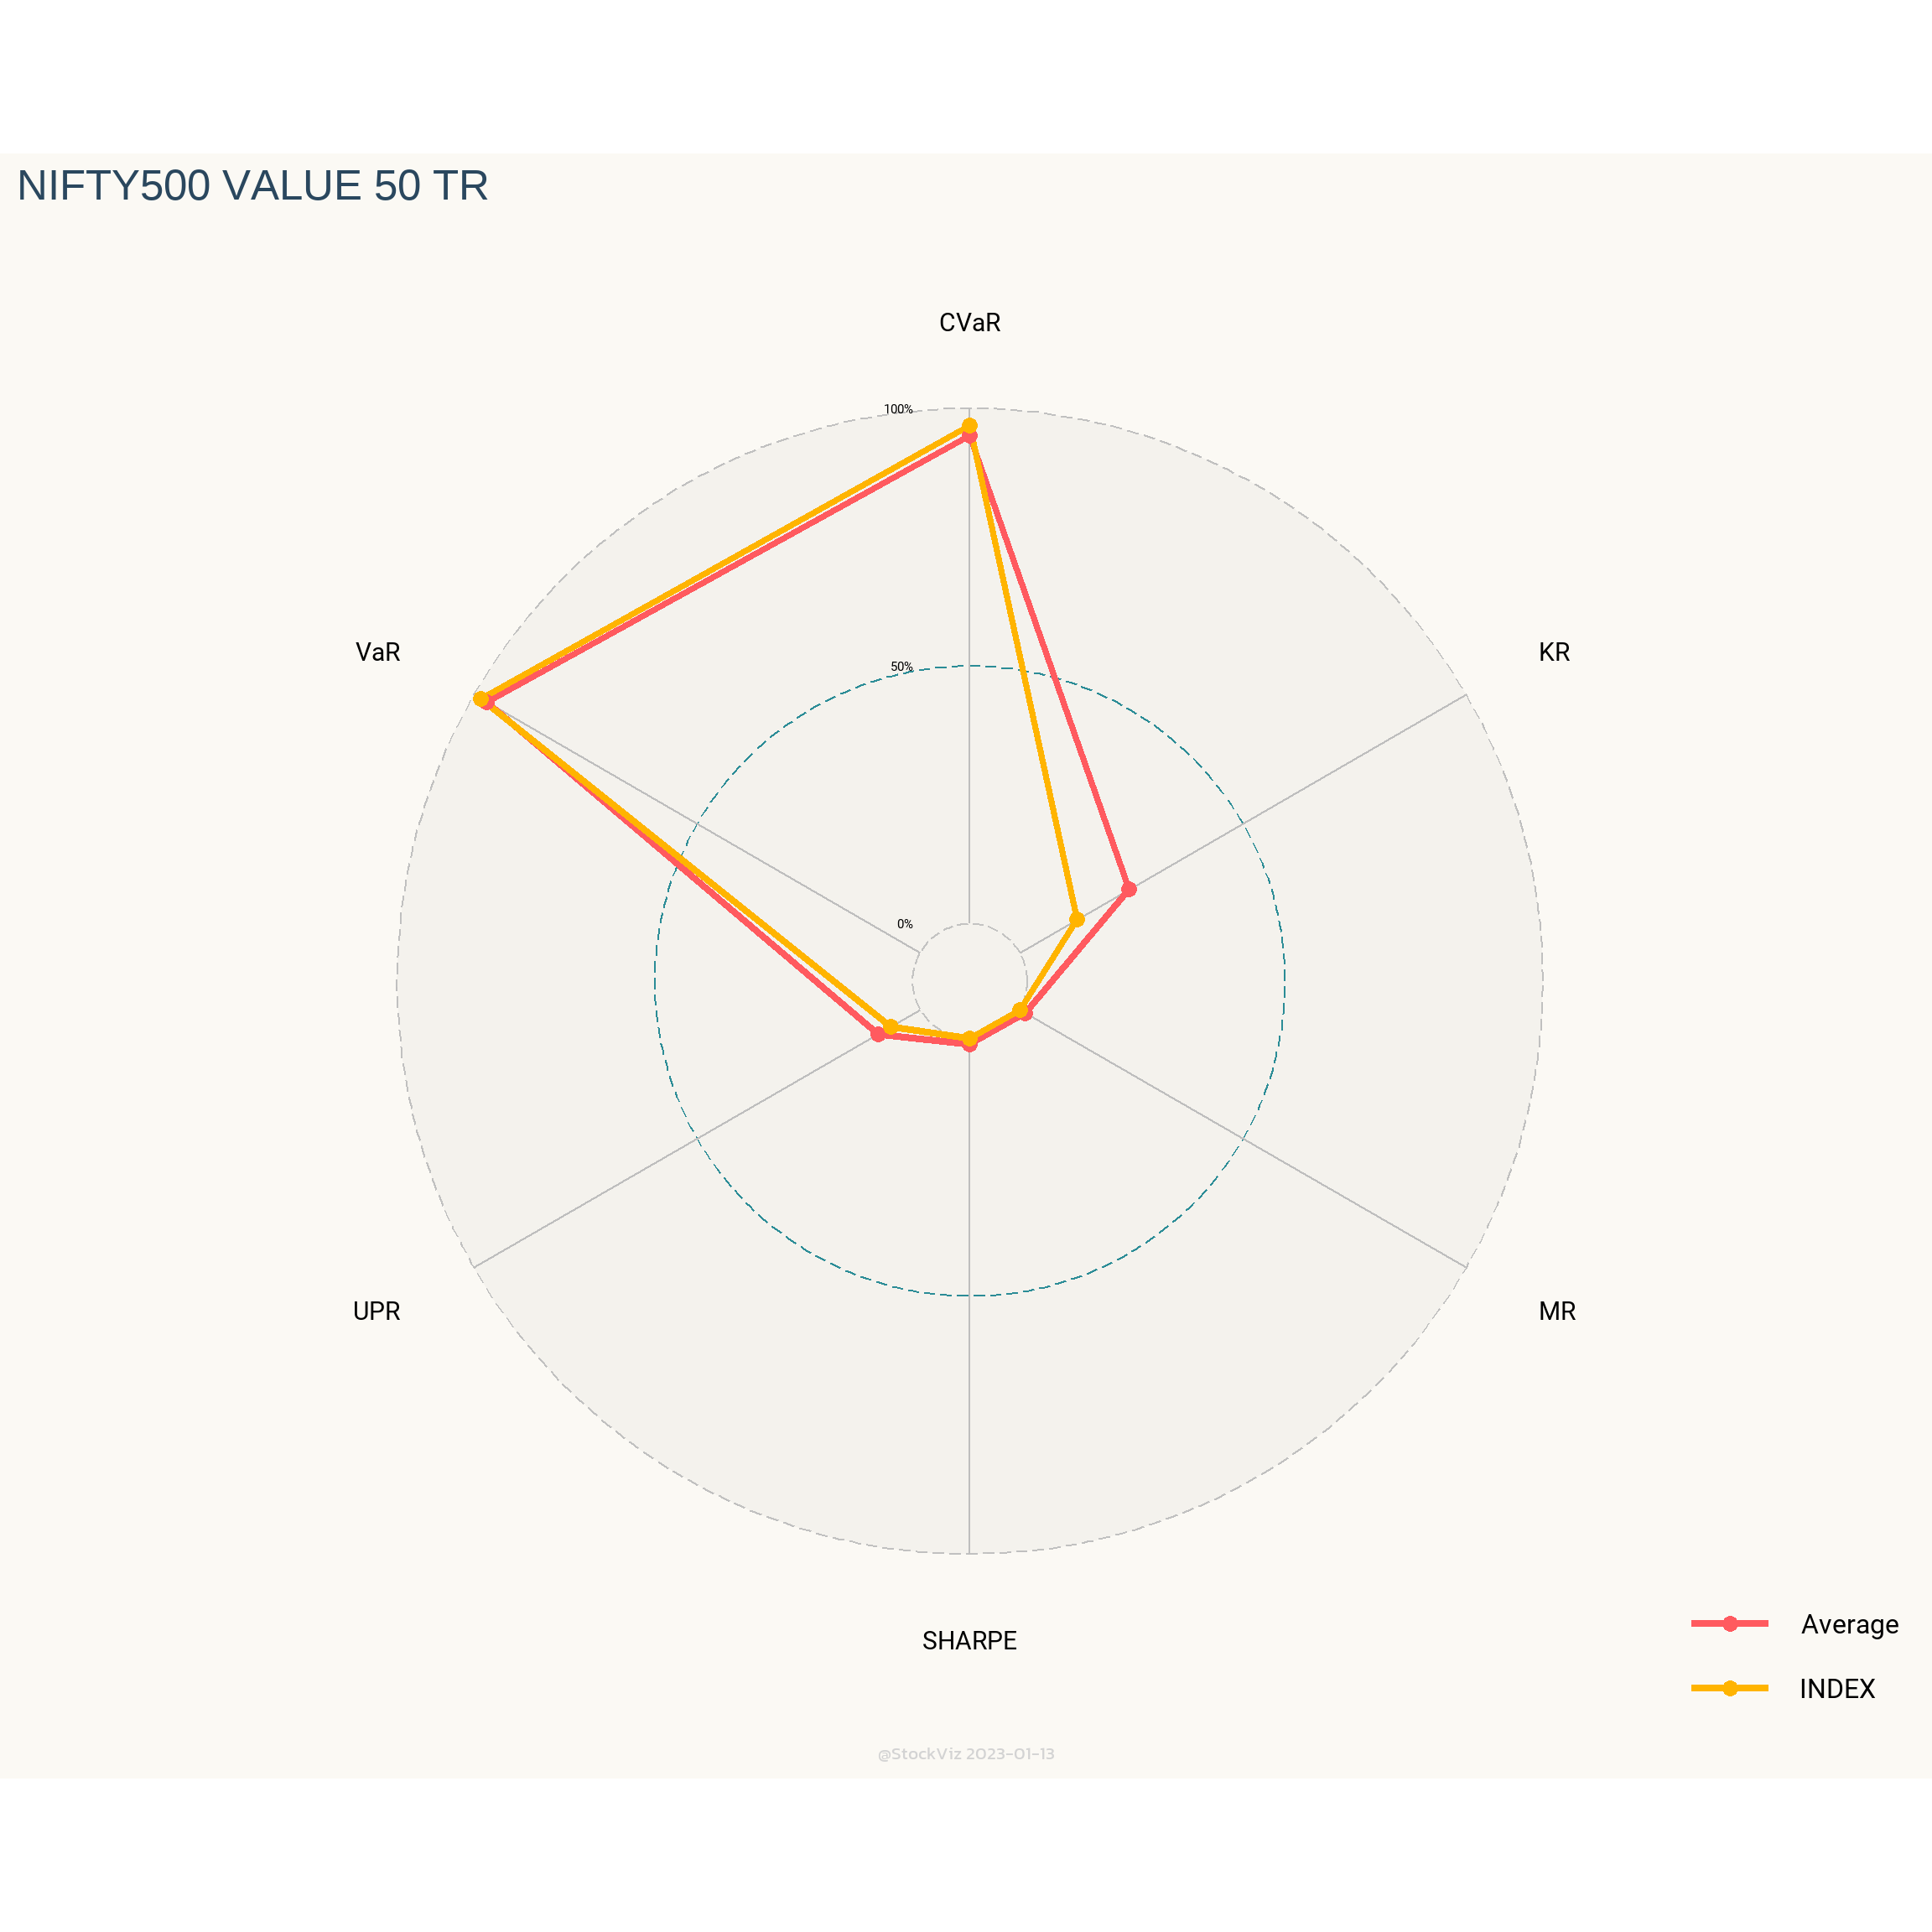 NIFTY500 VALUE 50 TR
CVaR
100%
VaR
KR
50%
0%
UPR
MR
SHARPE
Average
INDEX
@StockViz 2023-01-13